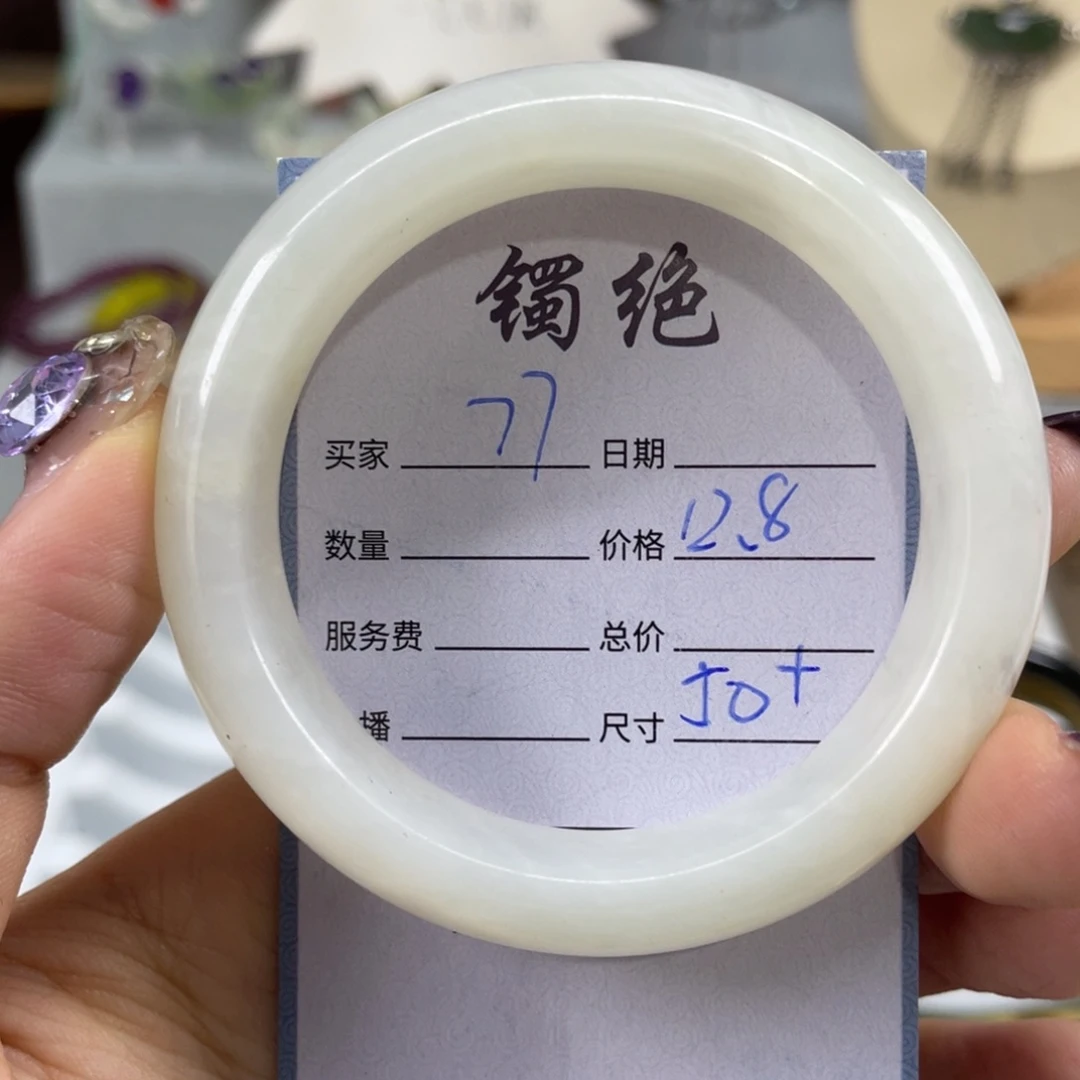 镯绝
买家 77 日期
数量 价格 12.8
服务费 总价
播 尺寸 50+